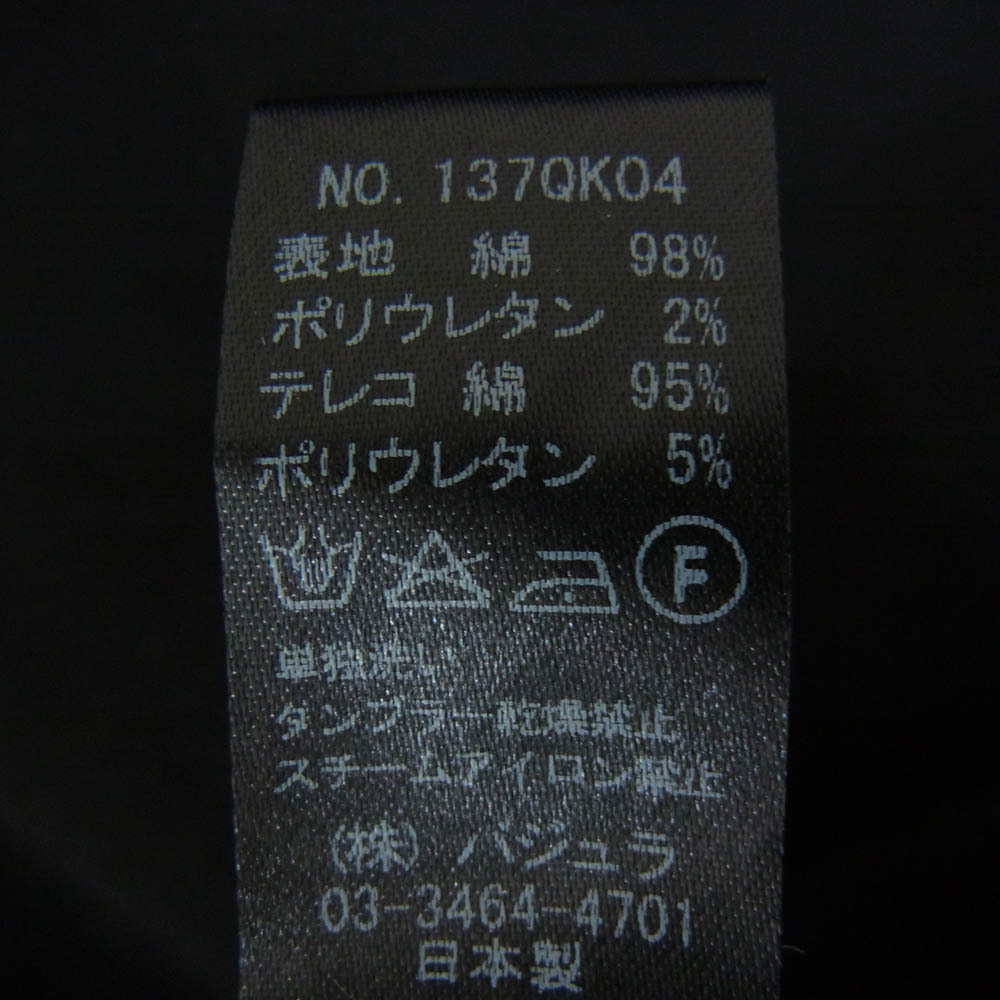 NO. 137QK04
表地 綿 98%
ポリウレタン 2%
テレコ 綿 95%
ポリウレタン 5%
F
単独洗い
タンブラー乾燥禁止
スチームアイロン禁止
(株) バジュラ
03-3464-4701
日本製